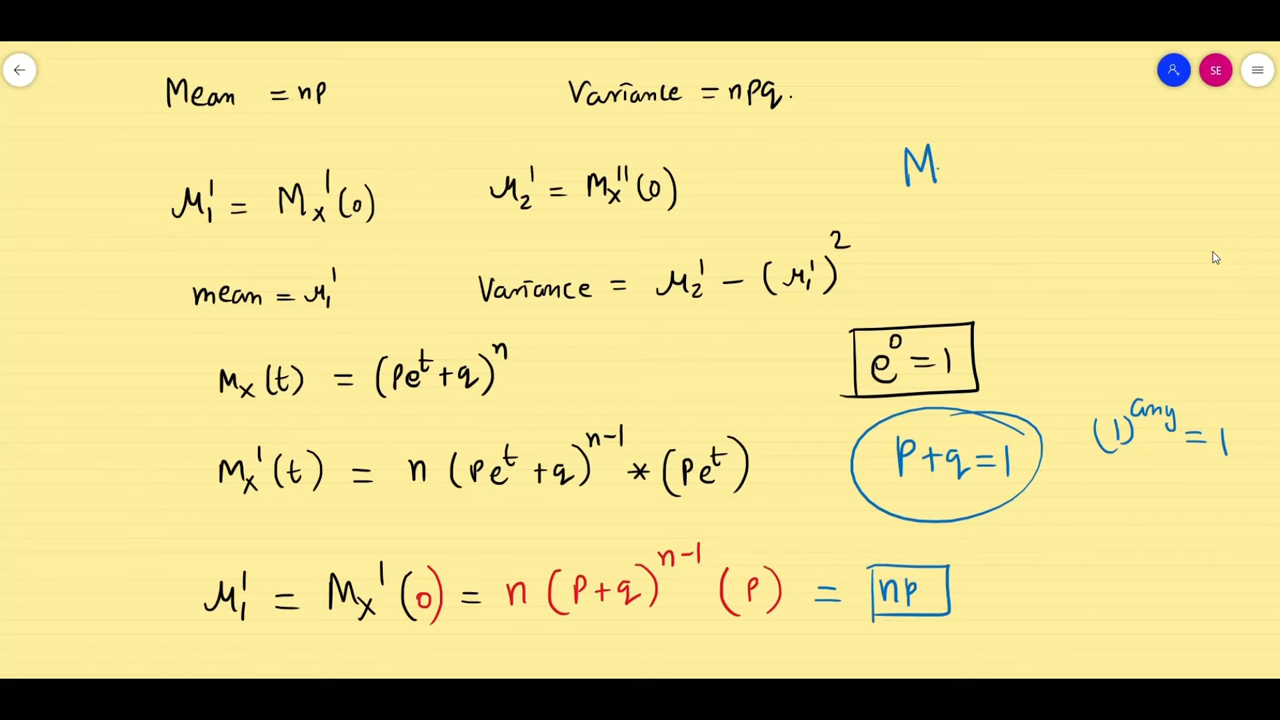 SE
Mean = np
Variance = npq.
M
μ₁' = Mₓ'(0)
μ₂' = Mₓ''(0)
mean = μ₁'
Variance = μ₂' - (μ₁')²
e⁰ = 1
Mₓ(t) = (peᵗ+q)ⁿ
p+q=1
(1)^any = 1
Mₓ'(t) = n (peᵗ+q)ⁿ⁻¹ * (peᵗ)
μ₁' = Mₓ'(0) = n (p+q)ⁿ⁻¹ (p) = np